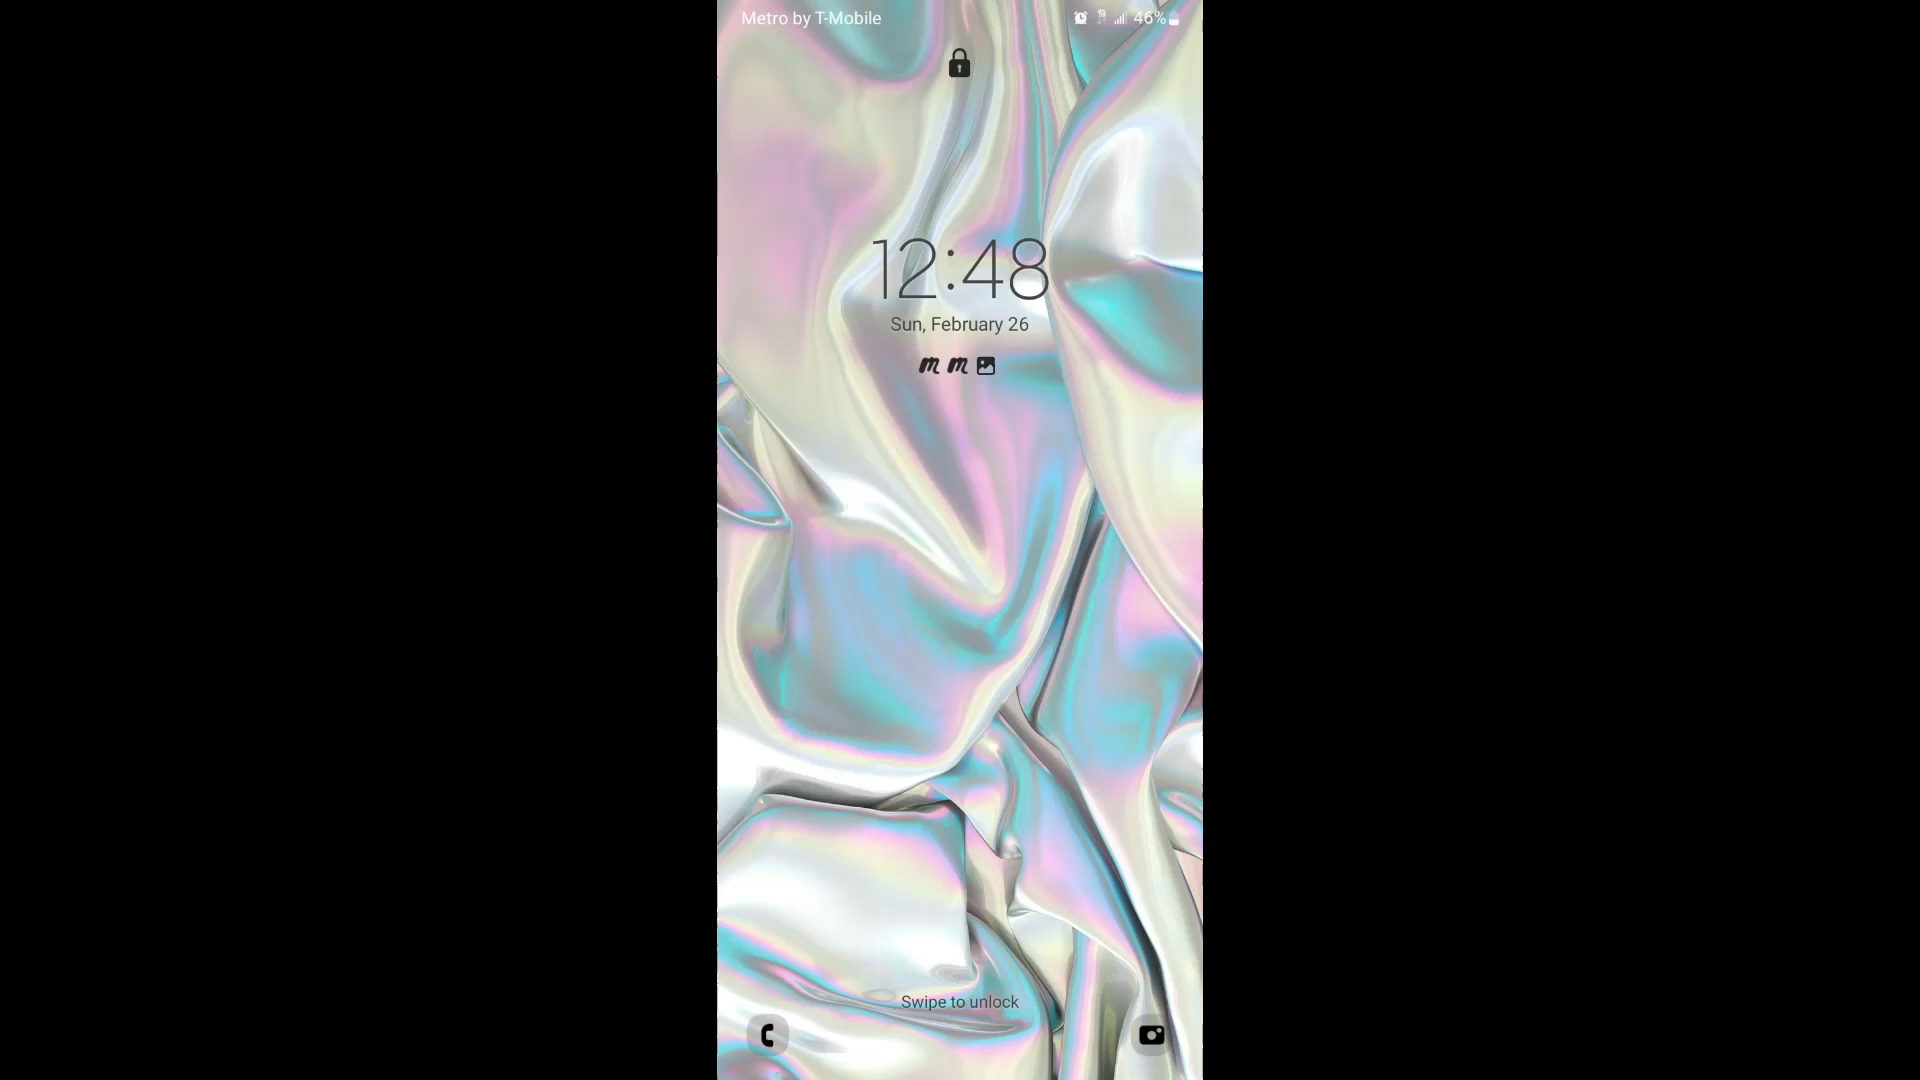 Metro by T-Mobile
46%
12:48
Sun, February 26
m m
Swipe to unlock